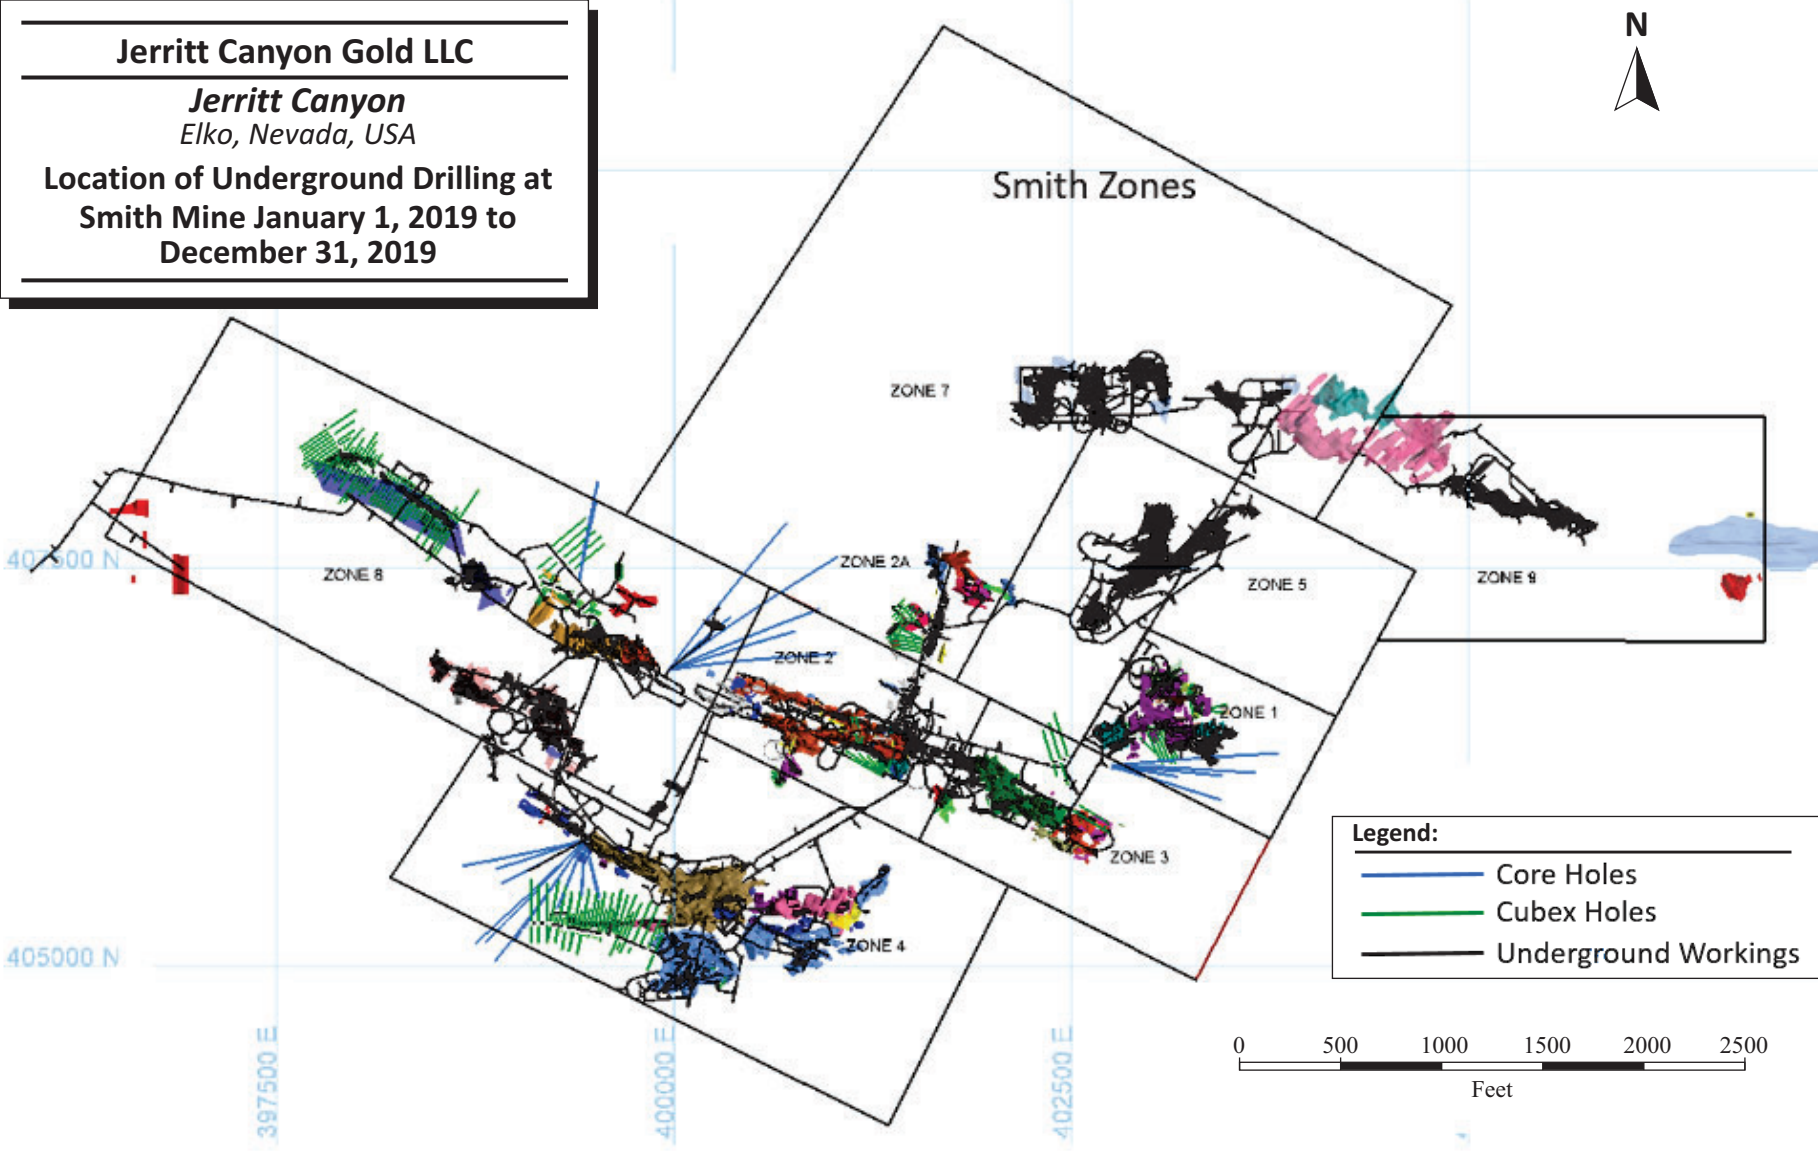 Jerritt Canyon Gold LLC
Jerritt Canyon
Elko, Nevada, USA
Location of Underground Drilling at
Smith Mine January 1, 2019 to
December 31, 2019
N
Smith Zones
ZONE 7
407500 N
ZONE 8
ZONE 2A
ZONE 5
ZONE 9
ZONE 2
ZONE 1
ZONE 3
ZONE 4
405000 N
397500 E
400000 E
402500 E
Legend:
Core Holes
Cubex Holes
Underground Workings
0 500 1000 1500 2000 2500
Feet